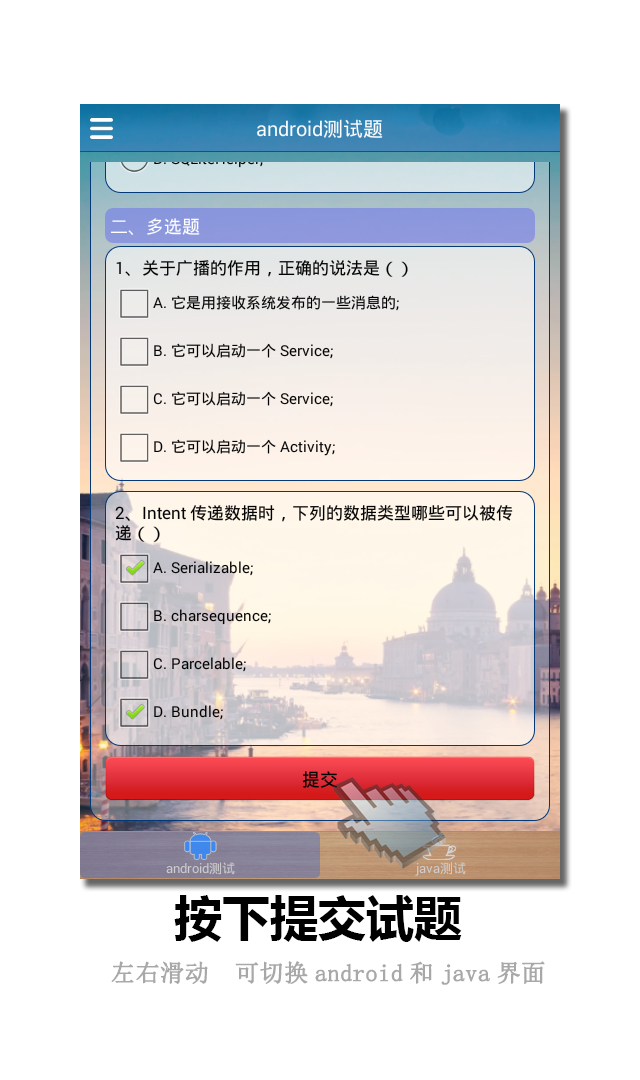 android测试题
二、多选题
1、关于广播的作用，正确的说法是（ ）
A. 它是用接收系统发布的一些消息的;
B. 它可以启动一个 Service;
C. 它可以启动一个 Service;
D. 它可以启动一个 Activity;
2、Intent 传递数据时，下列的数据类型哪些可以被传
递（ ）
A. Serializable;
B. charsequence;
C. Parcelable;
D. Bundle;
提交
android测试
java测试
按下提交试题
左右滑动 可切换 android 和 java 界面